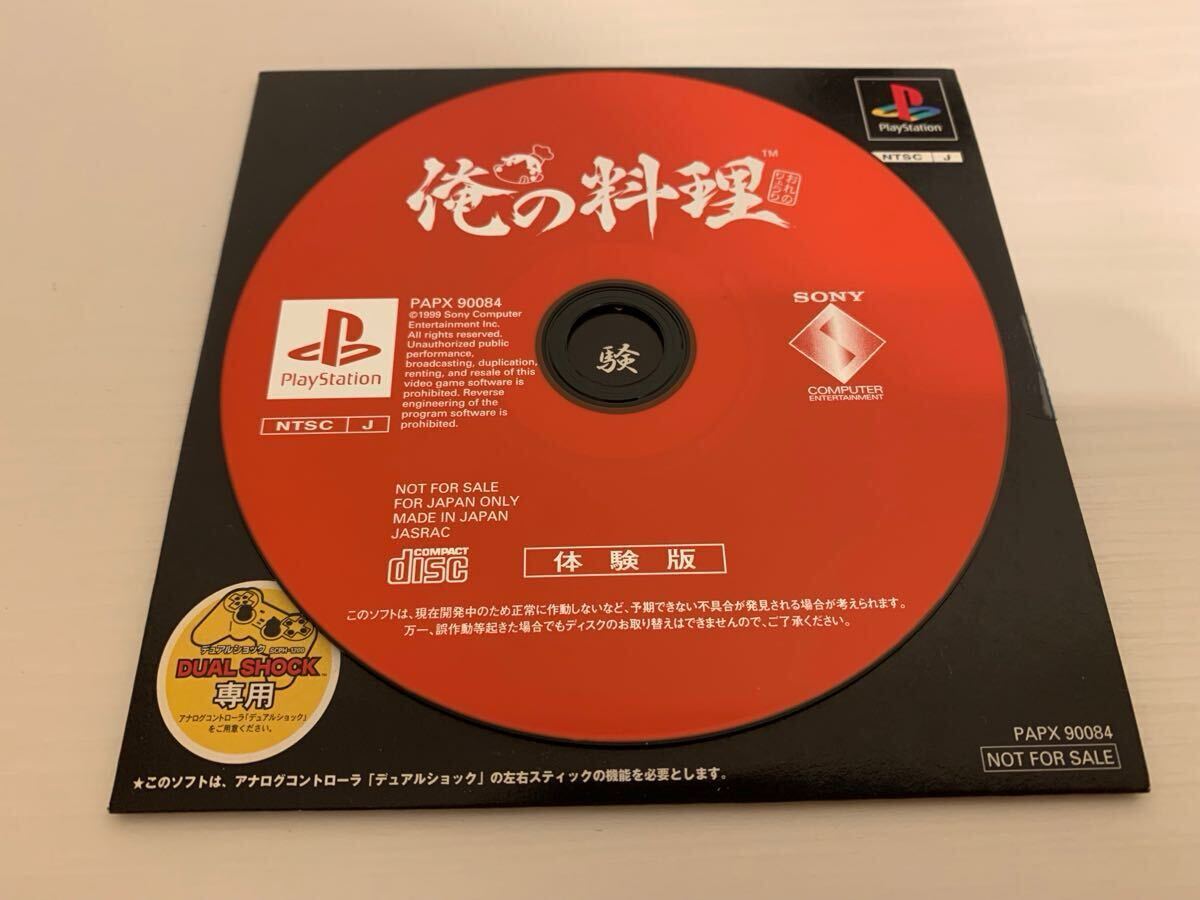 PlayStation
NTSC J
俺の料理™
おれの
りょうり
PlayStation
NTSC J
PAPX 90084
©1999 Sony Computer
Entertainment Inc.
All rights reserved.
Unauthorized public
performance,
broadcasting, duplication,
renting, and resale of this
video game software is
prohibited. Reverse
engineering of the
program software is
prohibited.
験
SONY
COMPUTER
ENTERTAINMENT
NOT FOR SALE
FOR JAPAN ONLY
MADE IN JAPAN
JASRAC
COMPACT
disc
体験版
このソフトは、現在開発中のため正常に作動しないなど、予期できない不具合が発見される場合が考えられます。
万一、誤作動等起きた場合でもディスクのお取り替えはできませんので、ご了承ください。
デュアルショック SCPH-1200
DUAL SHOCK™
専用
アナログコントローラ「デュアルショック」
をご用意ください。
★このソフトは、アナログコントローラ「デュアルショック」の左右スティックの機能を必要とします。
PAPX 90084
NOT FOR SALE